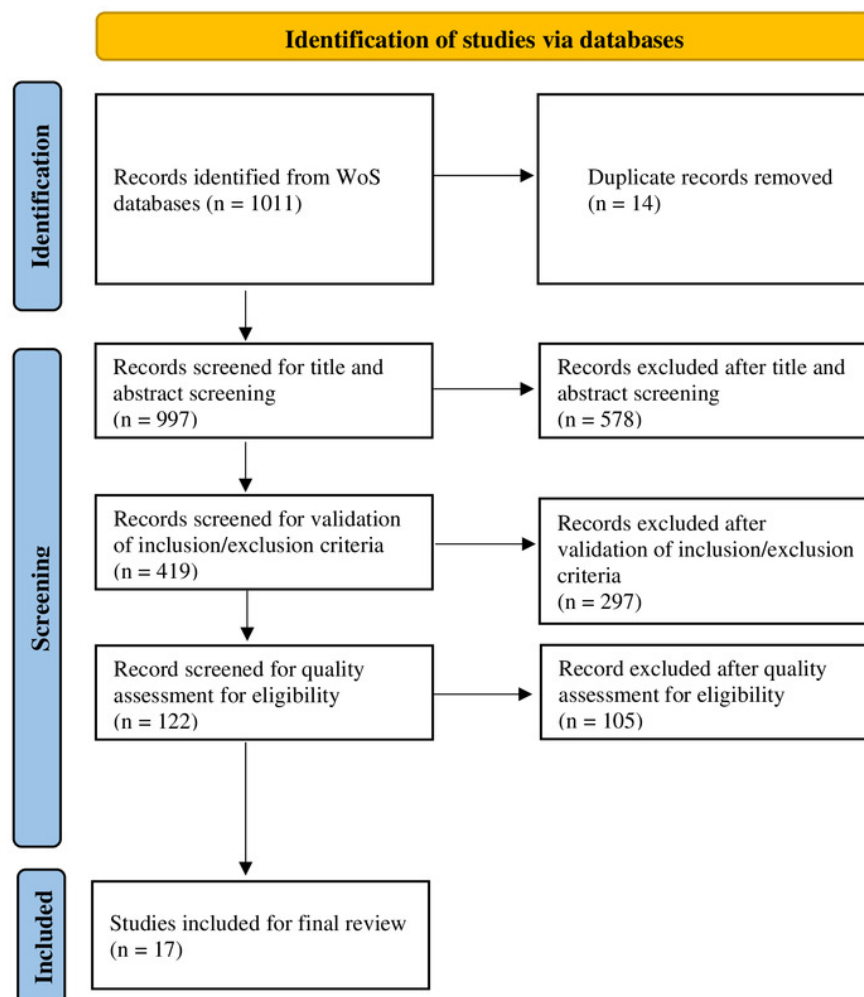 Identification of studies via databases
Identification
Records identified from WoS
databases (n = 1011)
Duplicate records removed
(n = 14)
Screening
Records screened for title and
abstract screening
(n = 997)
Records excluded after title and
abstract screening
(n = 578)
Records screened for validation
of inclusion/exclusion criteria
(n = 419)
Records excluded after
validation of inclusion/exclusion
criteria
(n = 297)
Record screened for quality
assessment for eligibility
(n = 122)
Record excluded after quality
assessment for eligibility
(n = 105)
Included
Studies included for final review
(n = 17)